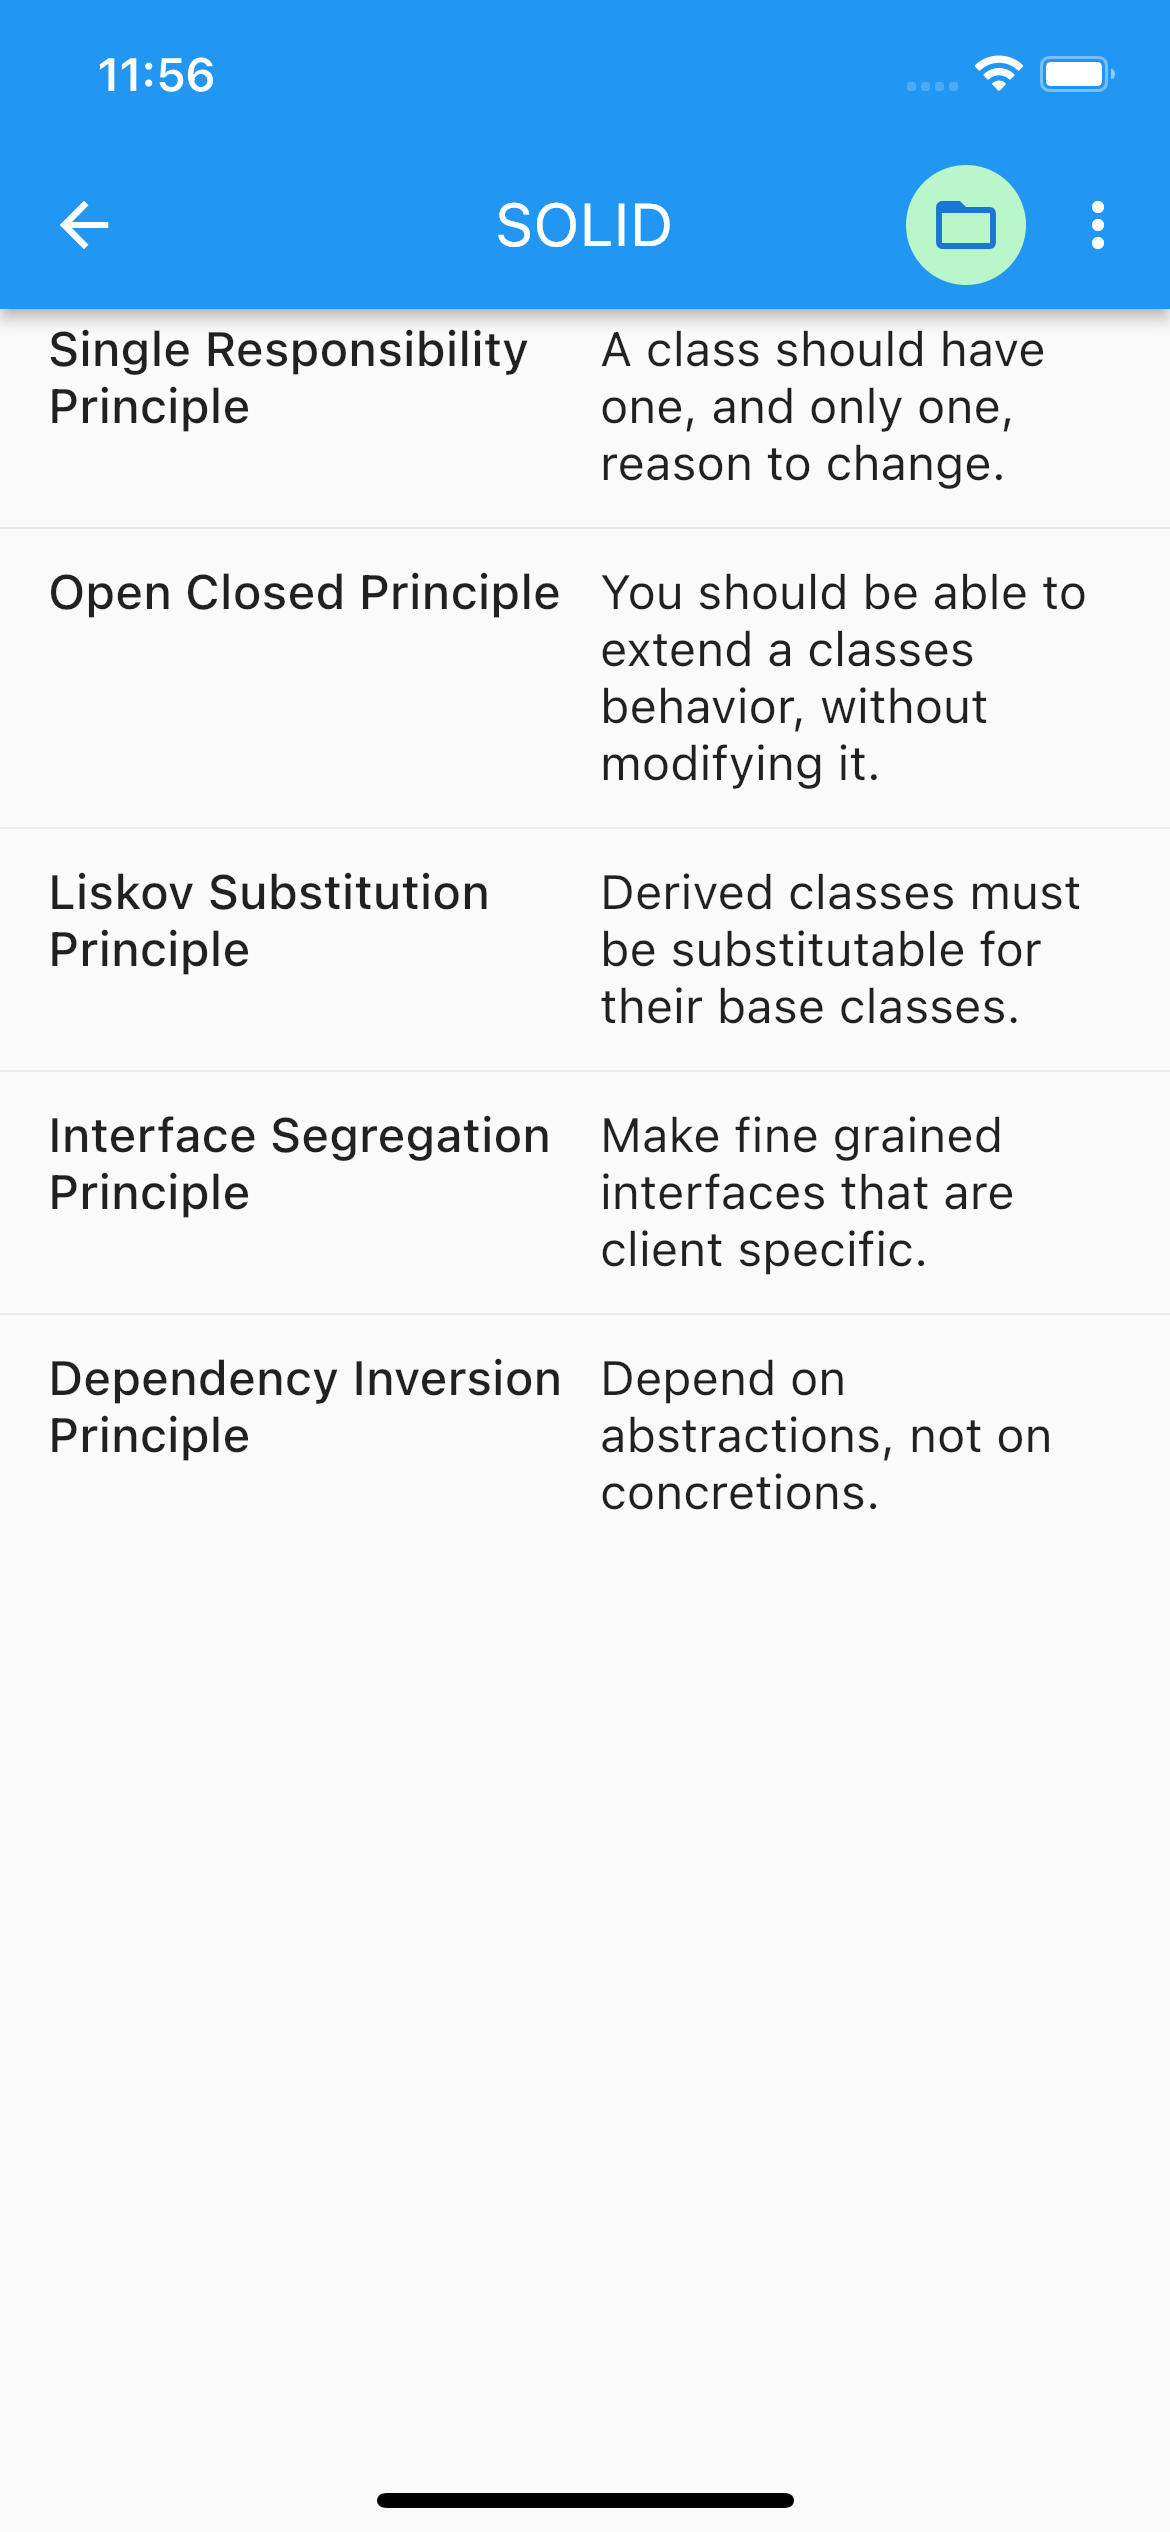 11:56
SOLID
Single Responsibility
Principle
A class should have
one, and only one,
reason to change.
Open Closed Principle
You should be able to
extend a classes
behavior, without
modifying it.
Liskov Substitution
Principle
Derived classes must
be substitutable for
their base classes.
Interface Segregation
Principle
Make fine grained
interfaces that are
client specific.
Dependency Inversion
Principle
Depend on
abstractions, not on
concretions.